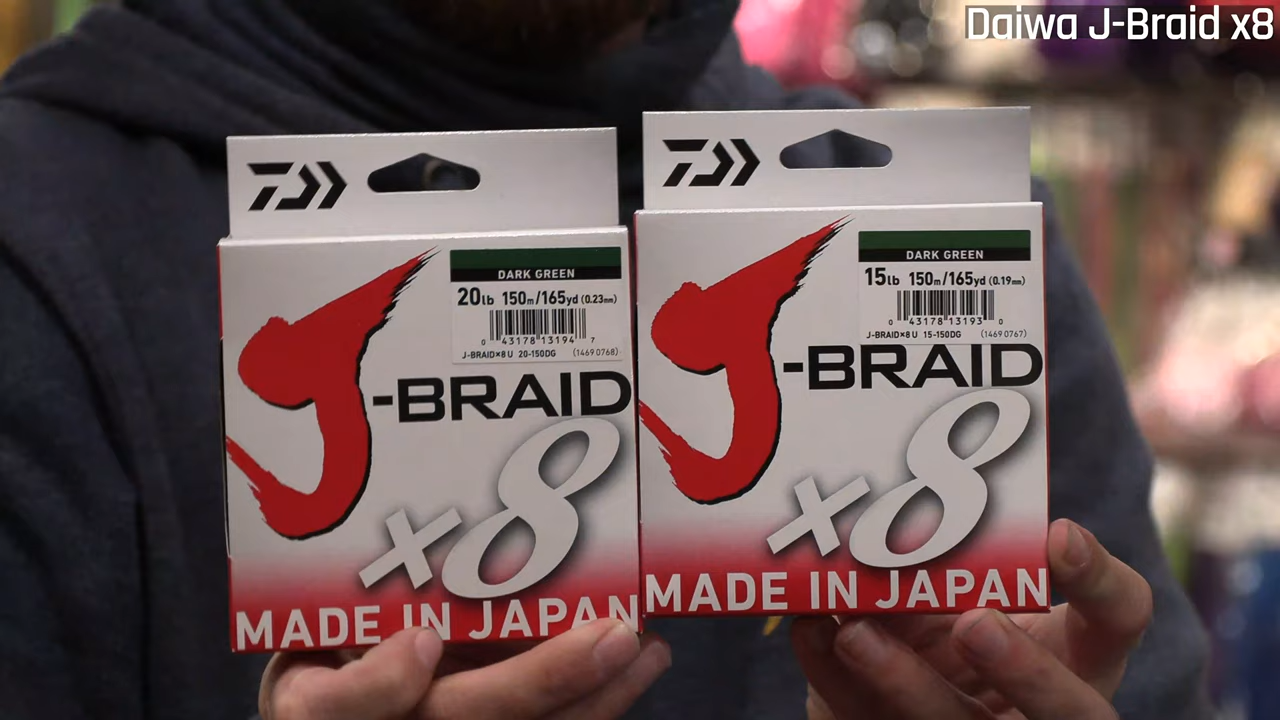 Daiwa J-Braid x8
DARK GREEN
20lb 150m/165yd (0.23mm)
0 43178 13194 7
J-BRAID×8 U 20-150DG (1469 0768)
J-BRAID
x8
MADE IN JAPAN
DARK GREEN
15lb 150m/165yd (0.19mm)
0 43178 13193 0
J-BRAID×8 U 15-150DG (1469 0767)
J-BRAID
x8
MADE IN JAPAN